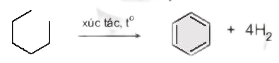 xúc tác, t°
+ 4H₂